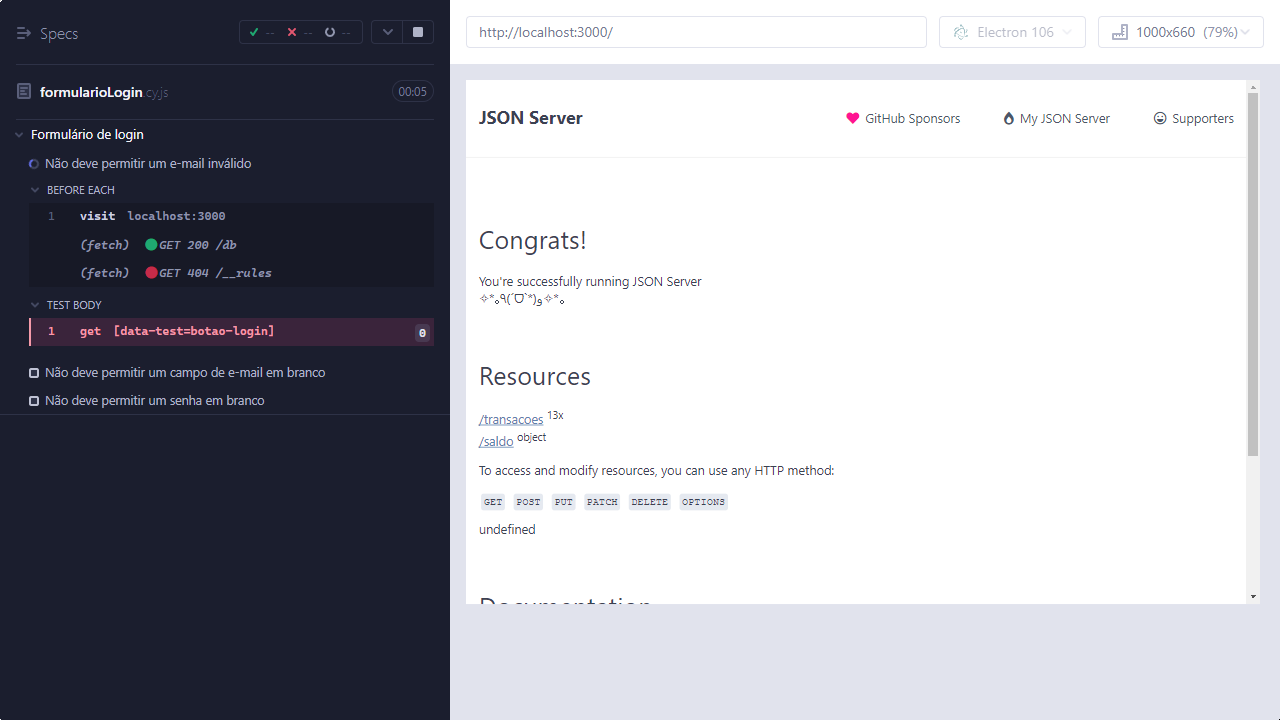 Specs
-- -- --
formularioLogin.cy.js 00:05
Formulário de login
Não deve permitir um e-mail inválido
BEFORE EACH
1 visit localhost:3000
(fetch) GET 200 /db
(fetch) GET 404 /__rules
TEST BODY
1 get [data-test=botao-login] 0
Não deve permitir um campo de e-mail em branco
Não deve permitir um senha em branco
http://localhost:3000/
Electron 106
1000x660 (79%)
JSON Server
GitHub Sponsors
My JSON Server
Supporters
Congrats!
You're successfully running JSON Server
✧*｡٩(ˊᗜˋ*)و✧*｡
Resources
/transacoes 13x
/saldo object
To access and modify resources, you can use any HTTP method:
GET POST PUT PATCH DELETE OPTIONS
undefined
Documentation